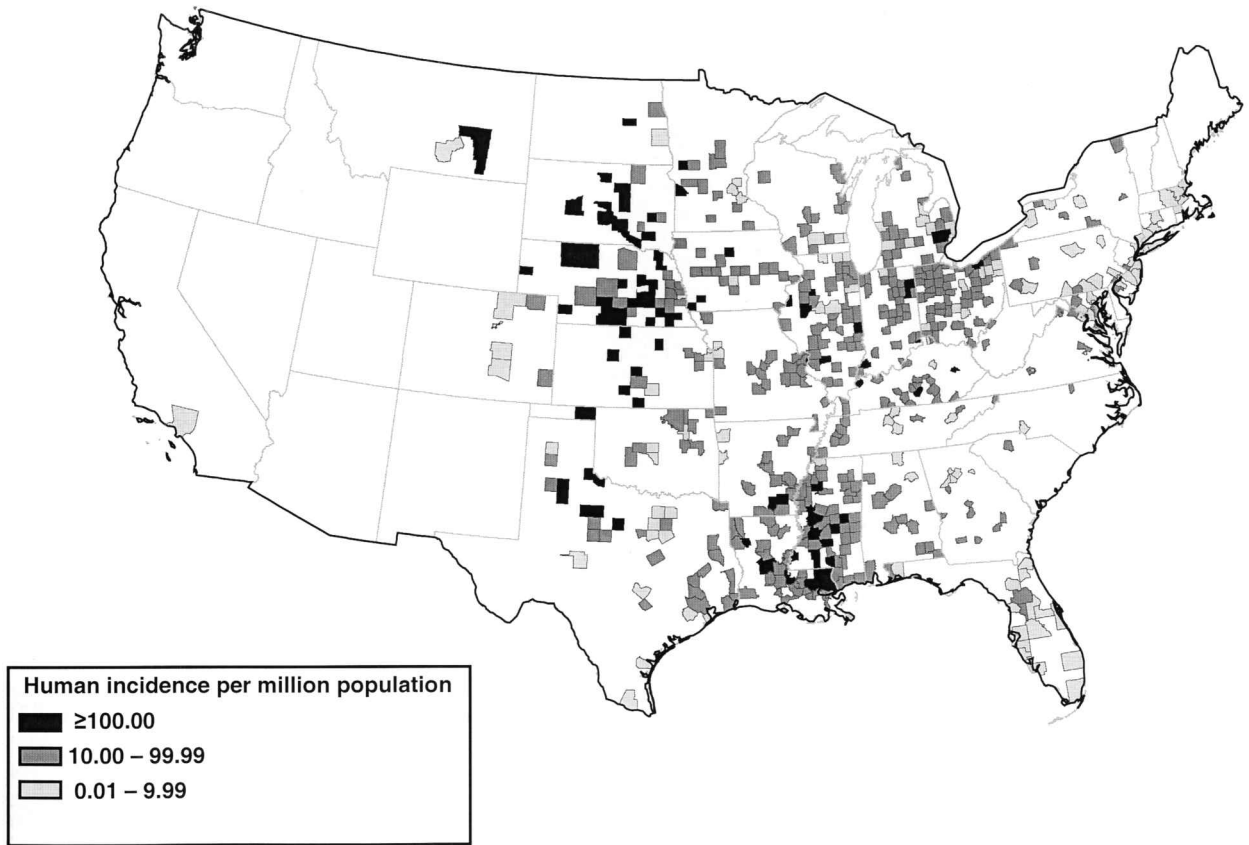 Human incidence per million population
≥100.00
10.00 – 99.99
0.01 – 9.99